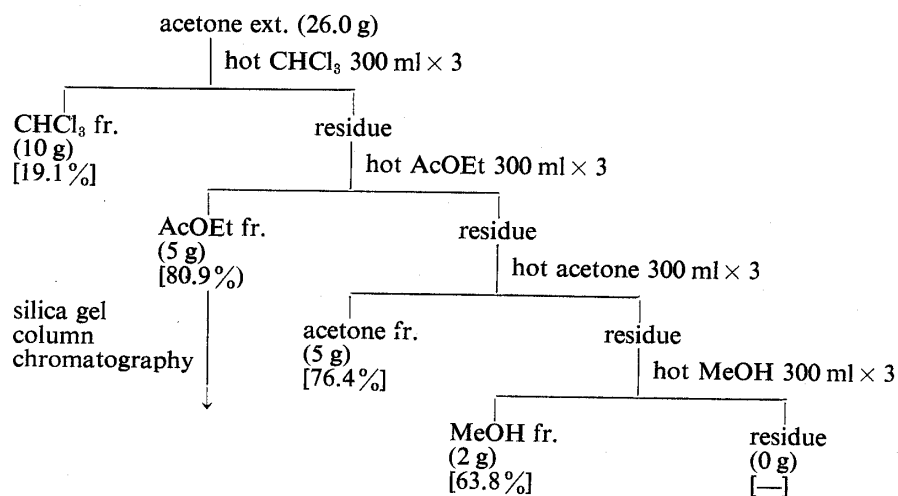 acetone ext. (26.0 g)
hot CHCl₃ 300 ml × 3
CHCl₃ fr.
(10 g)
[19.1%]
residue
hot AcOEt 300 ml × 3
AcOEt fr.
(5 g)
[80.9%)
residue
hot acetone 300 ml × 3
silica gel
column
chromatography
acetone fr.
(5 g)
[76.4%]
residue
hot MeOH 300 ml × 3
MeOH fr.
(2 g)
[63.8%]
residue
(0 g)
[—]